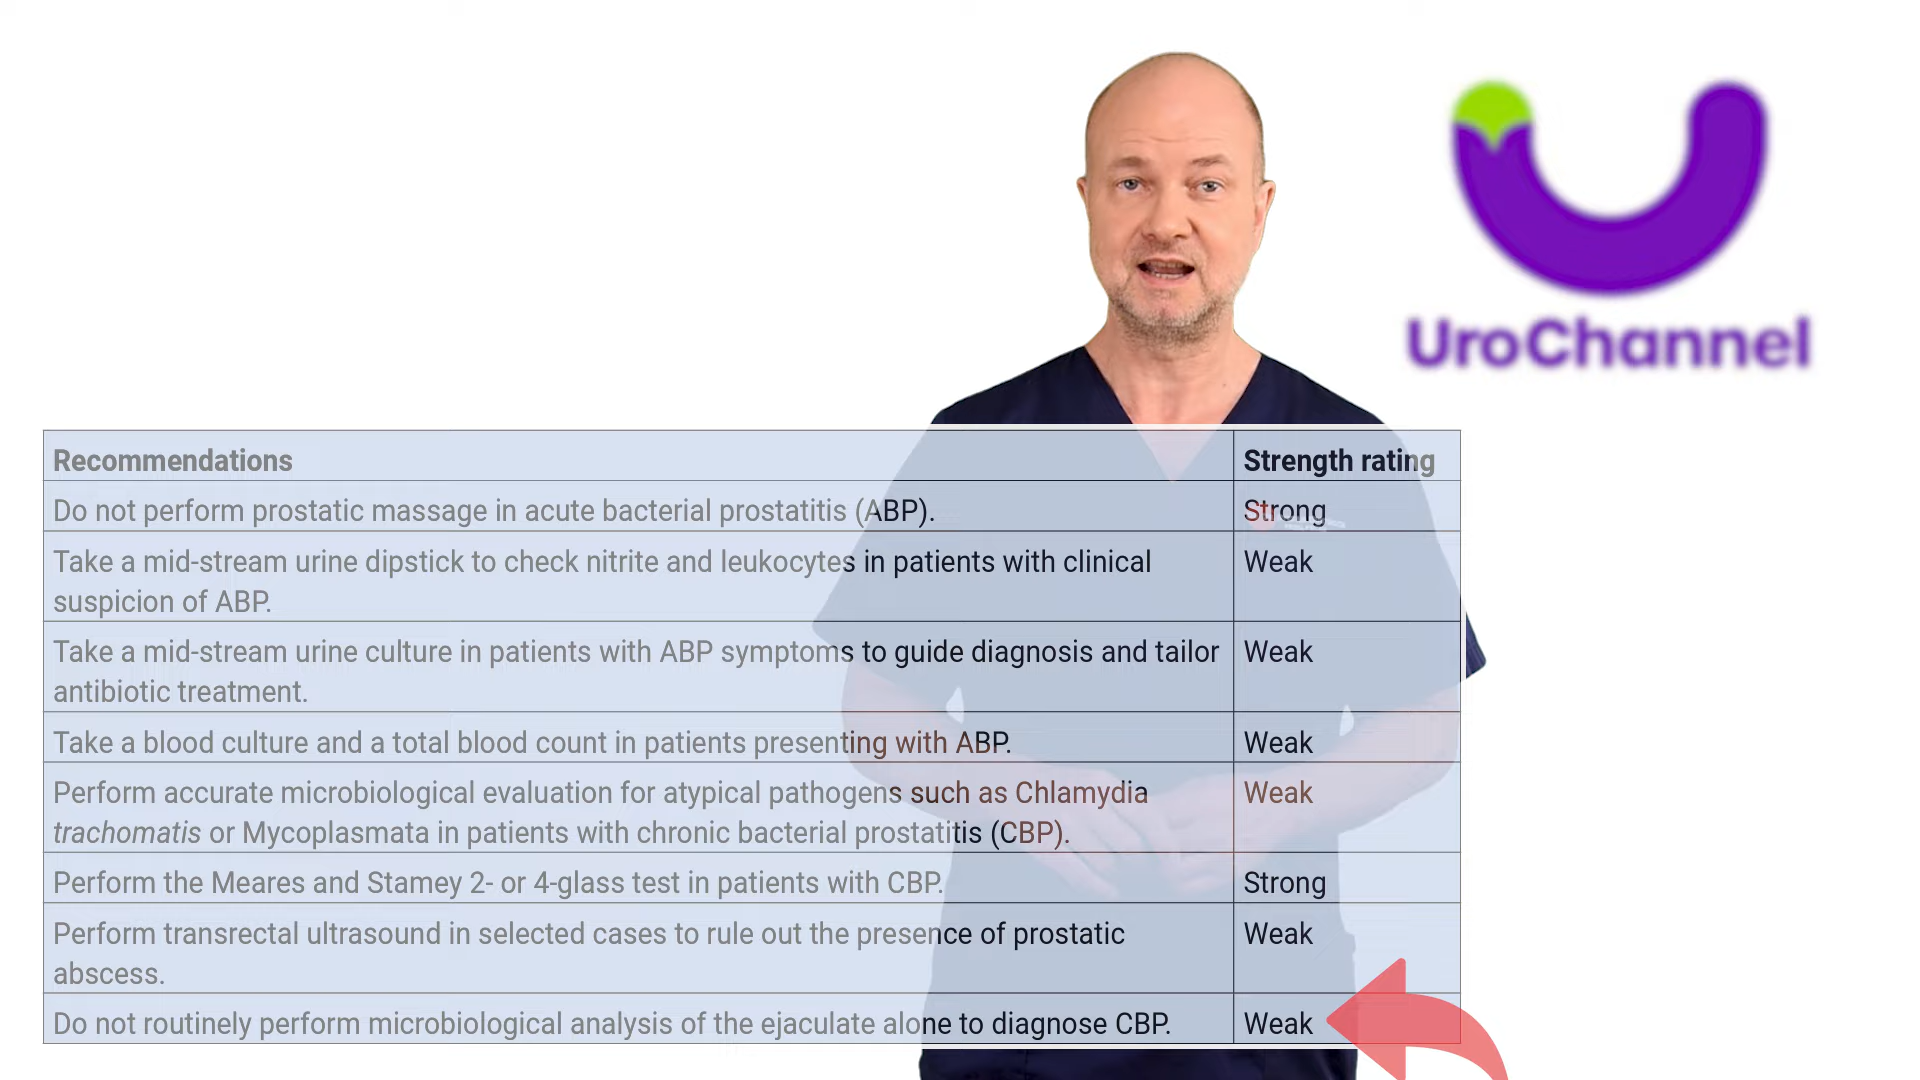 UroChannel
Recommendations Strength rating
Do not perform prostatic massage in acute bacterial prostatitis (ABP). Strong
Take a mid-stream urine dipstick to check nitrite and leukocytes in patients with clinical Weak
suspicion of ABP.
Take a mid-stream urine culture in patients with ABP symptoms to guide diagnosis and tailor Weak
antibiotic treatment.
Take a blood culture and a total blood count in patients presenting with ABP. Weak
Perform accurate microbiological evaluation for atypical pathogens such as Chlamydia Weak
trachomatis or Mycoplasmata in patients with chronic bacterial prostatitis (CBP).
Perform the Meares and Stamey 2- or 4-glass test in patients with CBP. Strong
Perform transrectal ultrasound in selected cases to rule out the presence of prostatic Weak
abscess.
Do not routinely perform microbiological analysis of the ejaculate alone to diagnose CBP. Weak